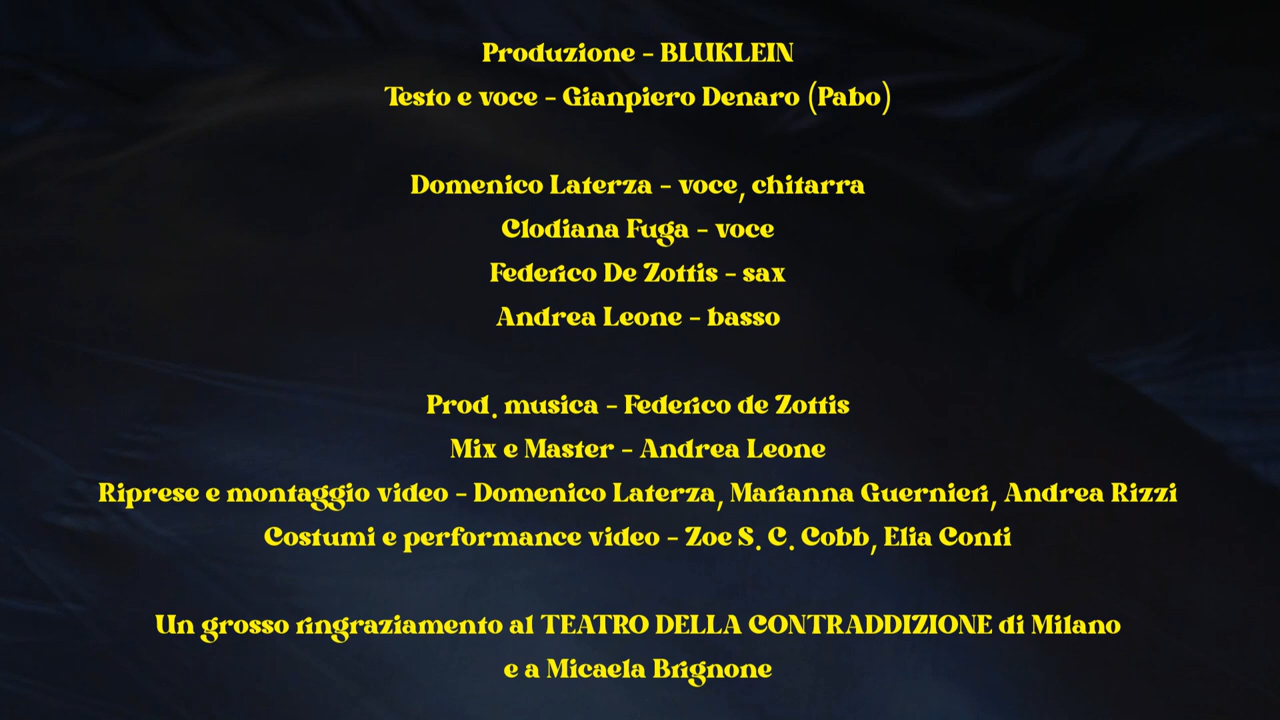 Produzione - BLUKLEIN
Testo e voce - Gianpiero Denaro (Pabo)
Domenico Laterza - voce, chitarra
Clodiana Fuga - voce
Federico De Zottis - sax
Andrea Leone - basso
Prod. musica - Federico de Zottis
Mix e Master - Andrea Leone
Riprese e montaggio video - Domenico Laterza, Marianna Guernieri, Andrea Rizzi
Costumi e performance video - Zoe S. C. Cobb, Elia Conti
Un grosso ringraziamento al TEATRO DELLA CONTRADDIZIONE di Milano
e a Micaela Brignone